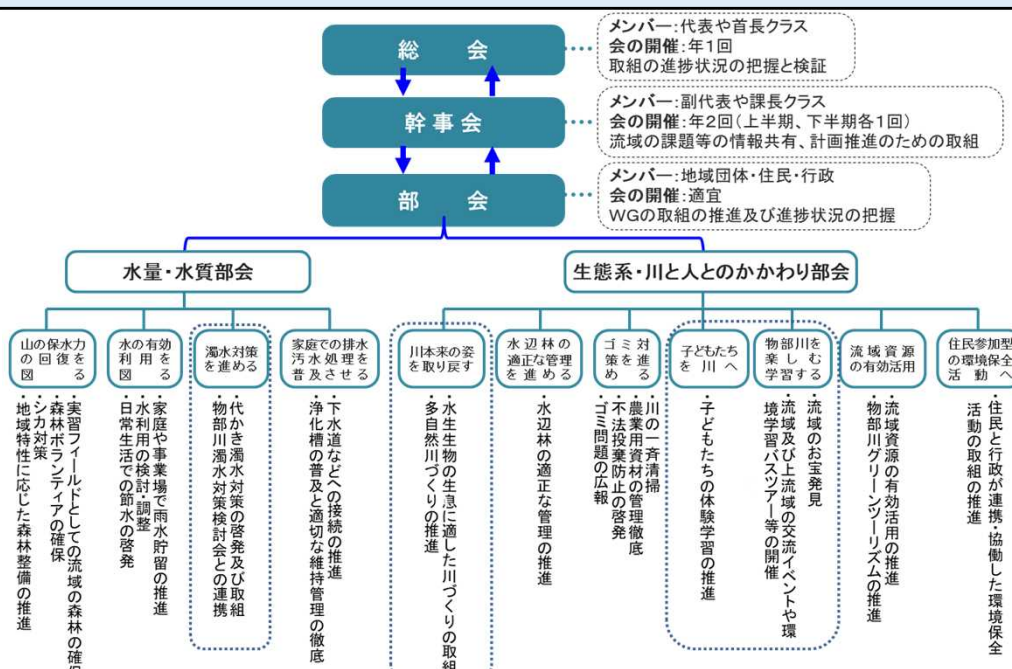 総会
メンバー:代表や首長クラス
会の開催:年1回
取組の進捗状況の把握と検証
幹事会
メンバー:副代表や課長クラス
会の開催:年2回(上半期、下半期各1回)
流域の課題等の情報共有、計画推進のための取組
部会
メンバー:地域団体・住民・行政
会の開催:適宜
WGの取組の推進及び進捗状況の把握
水量・水質部会
生態系・川と人とのかかわり部会
山の保水力
の回復を
図る
・実習フィールドとしての流域の森林の確保
・森林ボランティアの確保
・シカ対策
・地域特性に応じた森林整備の推進
水の有効
利用を
図る
・家庭や事業場で雨水貯留の推進
・水利用の検討・調整
・日常生活での節水の啓発
濁水対策
を進める
・代かき濁水対策の啓発及び取組
・物部川濁水対策検討会との連携
家庭での排水
汚水処理を
普及させる
・下水道などへの接続の推進
・浄化槽の普及と適切な維持管理の徹底
川本来の姿
を取り戻す
・水生生物の生息に適した川づくりの取組
・多自然川づくりの推進
水辺林の
適正な管理
を進める
・水辺林の適正な管理の推進
ゴミ対
策を進
める
・川の一斉清掃
・農業用資材の管理徹底
・不法投棄防止の啓発
・ゴミ問題の広報
子どもたち
を川へ
・子どもたちの体験学習の推進
物部川を
楽しむ
学習する
・流域のお宝発見
・流域及び上流域の交流イベントや環
境学習バスツアー等の開催
流域資源
の有効活用
・流域資源の有効活用の推進
・物部川グリーンツーリズムの推進
住民参加型
の環境保全
活動へ
・住民と行政が連携・協働した環境保全
活動の取組の推進